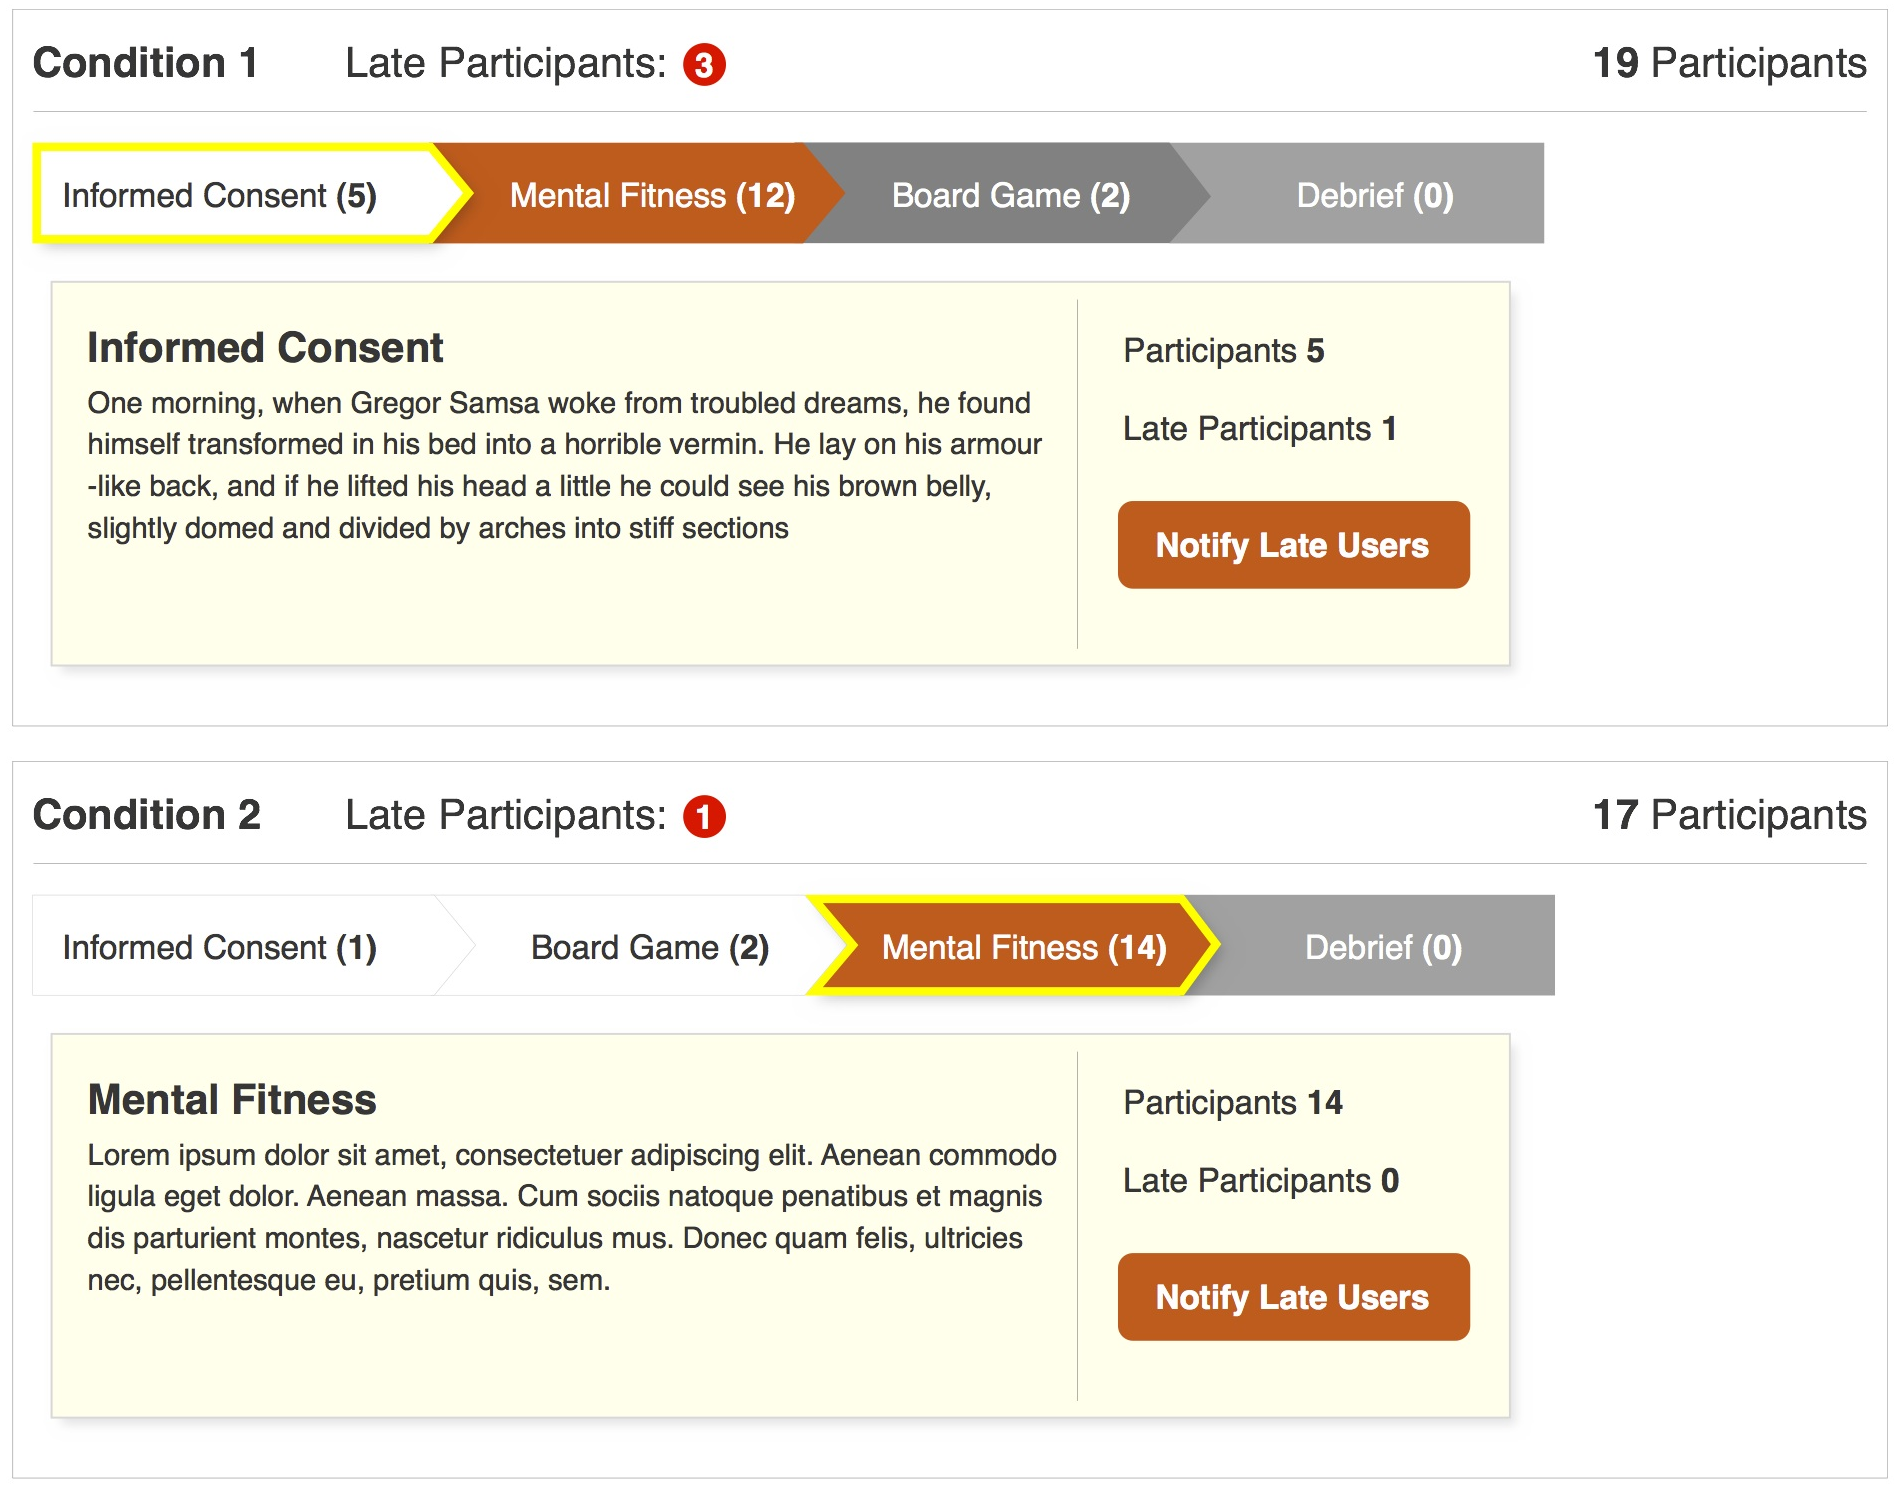 Condition 1 Late Participants: 3 19 Participants
Informed Consent (5) Mental Fitness (12) Board Game (2) Debrief (0)
Informed Consent
One morning, when Gregor Samsa woke from troubled dreams, he found
himself transformed in his bed into a horrible vermin. He lay on his armour
-like back, and if he lifted his head a little he could see his brown belly,
slightly domed and divided by arches into stiff sections
Participants 5
Late Participants 1
Notify Late Users
Condition 2 Late Participants: 1 17 Participants
Informed Consent (1) Board Game (2) Mental Fitness (14) Debrief (0)
Mental Fitness
Lorem ipsum dolor sit amet, consectetuer adipiscing elit. Aenean commodo
ligula eget dolor. Aenean massa. Cum sociis natoque penatibus et magnis
dis parturient montes, nascetur ridiculus mus. Donec quam felis, ultricies
nec, pellentesque eu, pretium quis, sem.
Participants 14
Late Participants 0
Notify Late Users